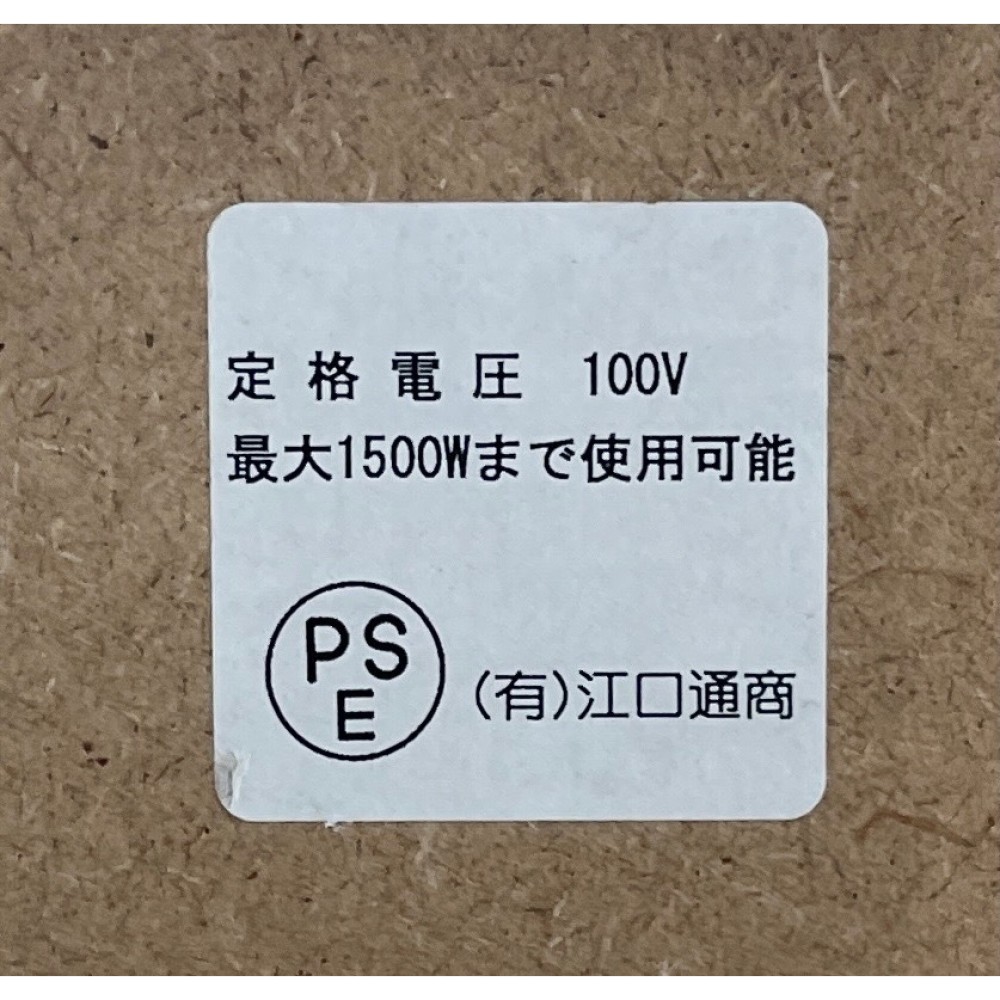 定格電圧 100V
最大1500Wまで使用可能
PS
E
(有)江口通商